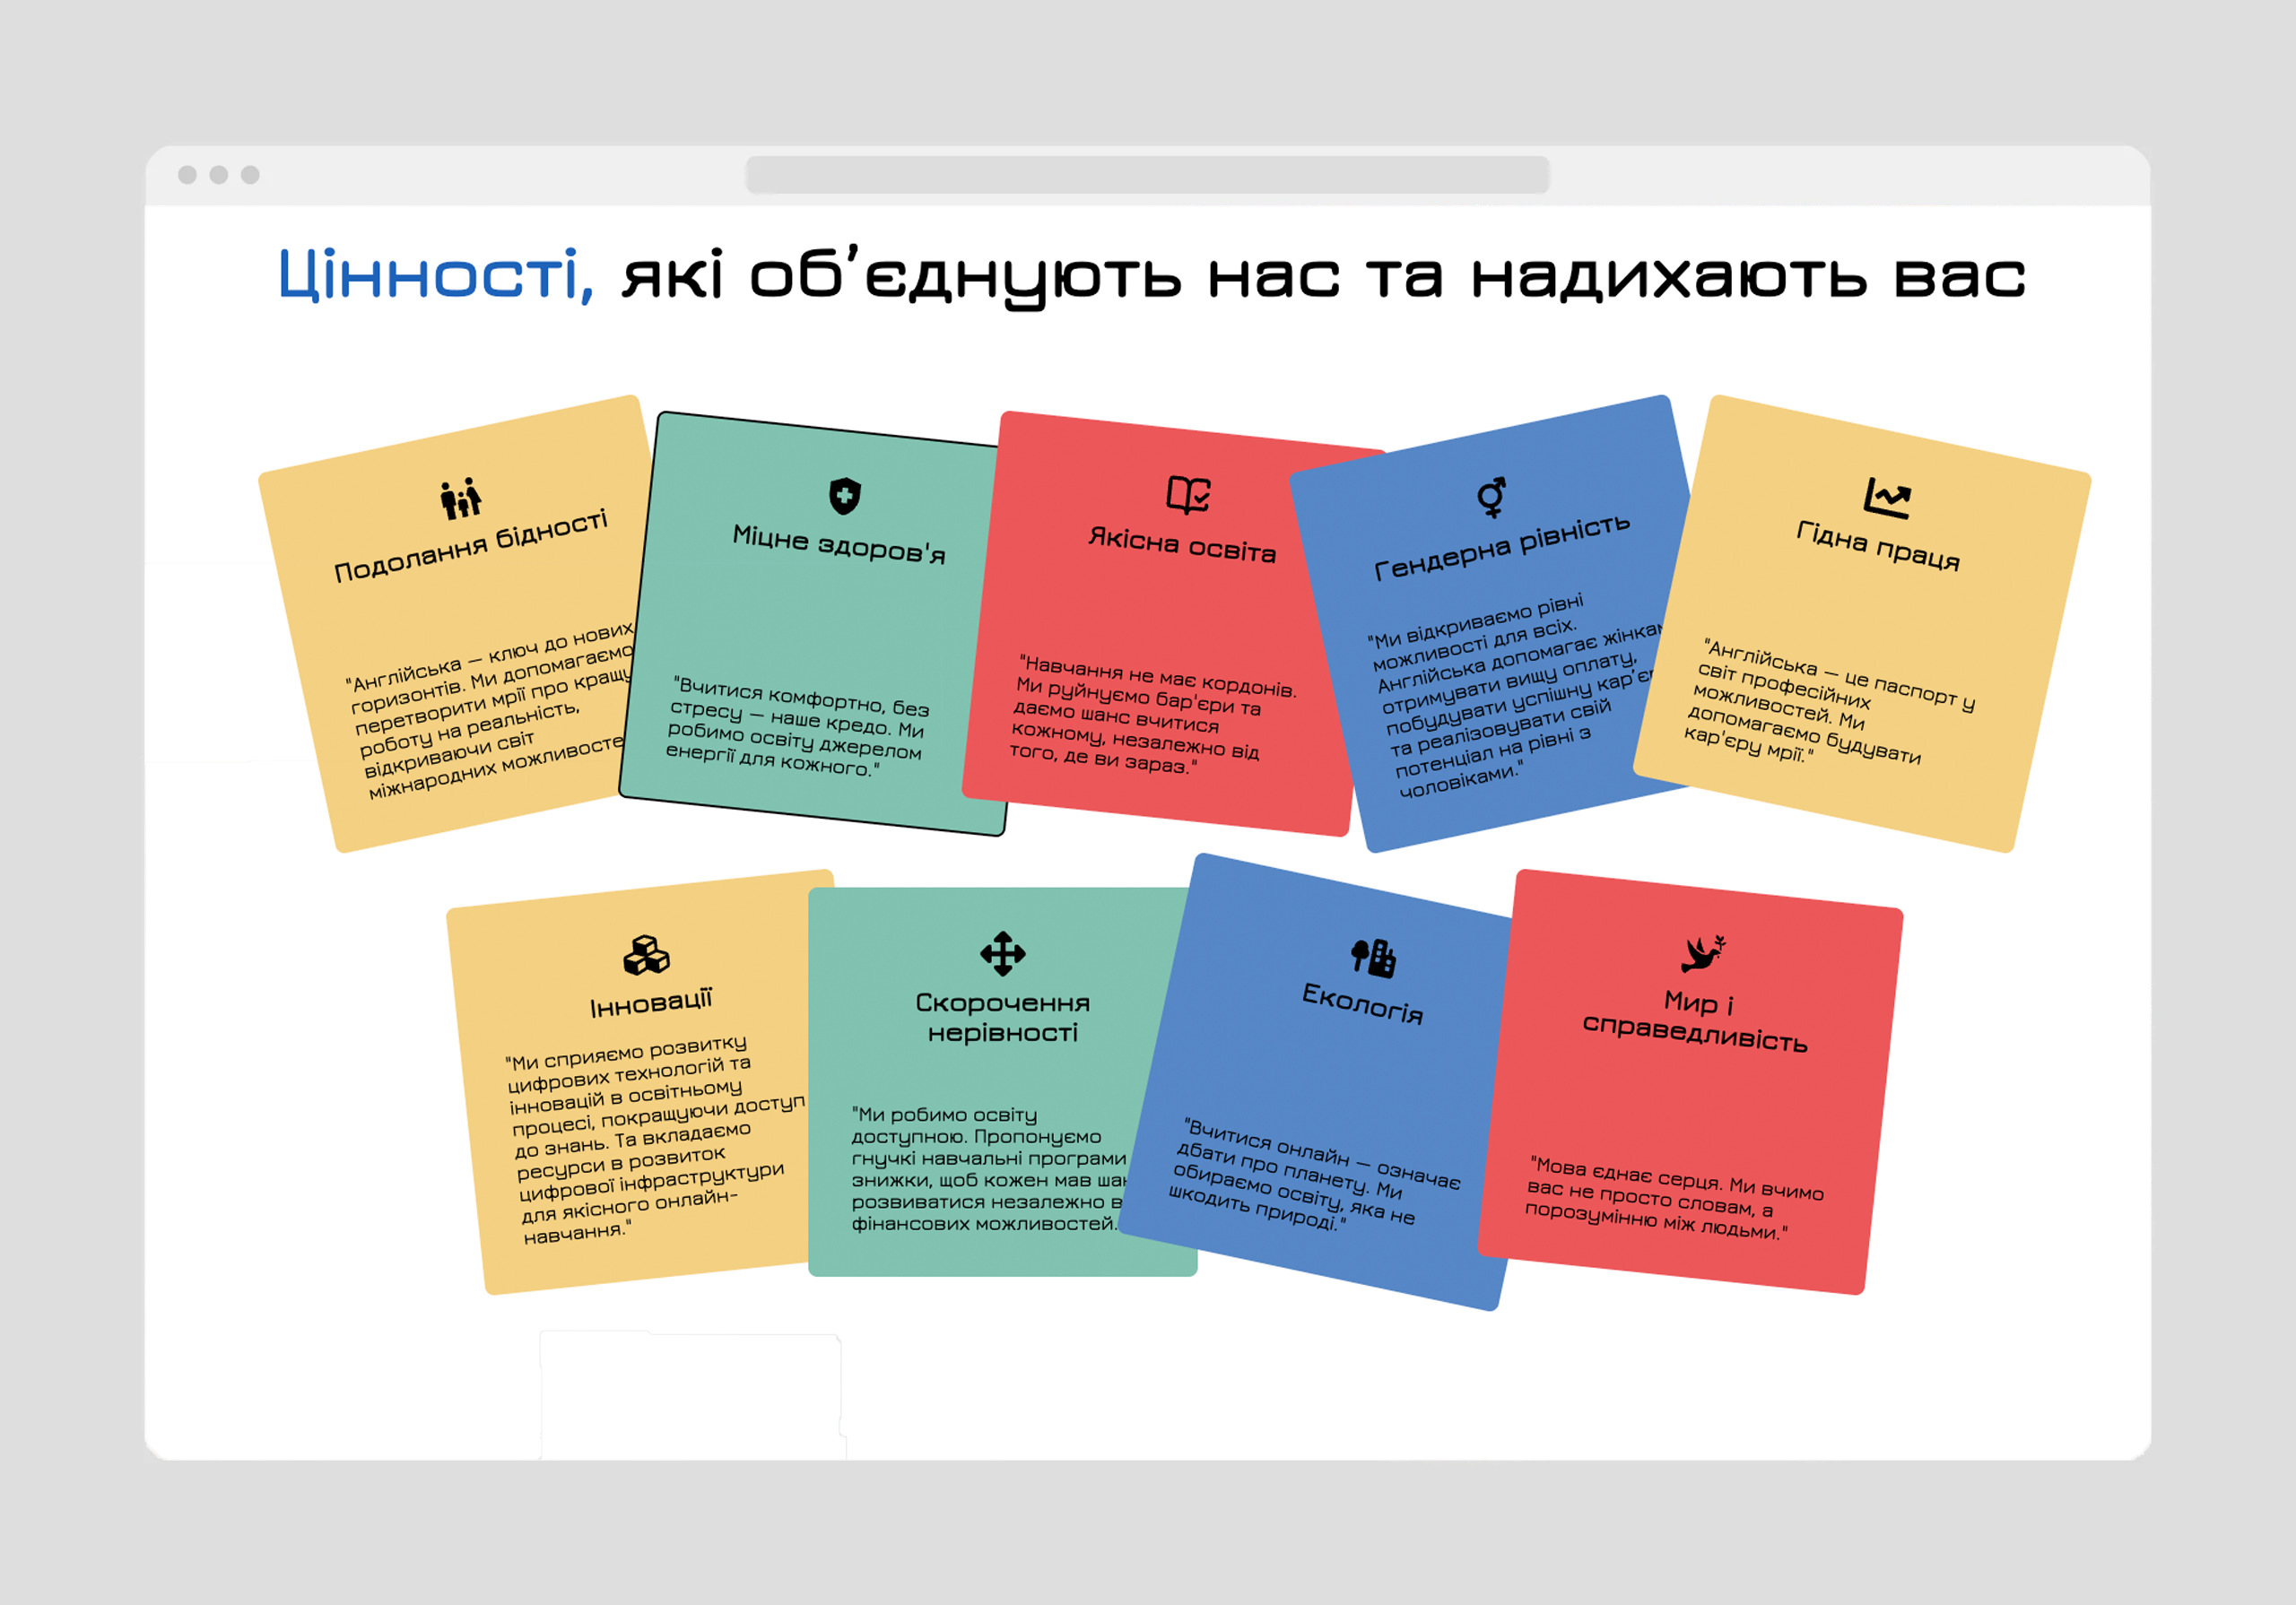 Цінності, які об’єднують нас та надихають вас
Подолання бідності
"Англійська — ключ до нових
горизонтів. Ми допомагаємо
перетворити мрії про кращу
роботу на реальність,
відкриваючи світ
міжнародних
Міцне здоров'я
"Вчитися комфортно, без
стресу — наше кредо. Ми
робимо освіту джерелом
енергії для кожного."
Якісна освіта
"Навчання не має кордонів.
Ми руйнуємо бар'єри та
даємо шанс вчитися
кожному, незалежно від
того, де ви зараз."
Гендерна рівність
"Ми відкриваємо рівні
можливості для всіх.
Англійська допомагає жінкам
отримувати вищу оплату,
побудувати успішну
та реалізовувати свій
потенціал на рівні з
чоловіками."
Гідна праця
"Англійська — це паспорт у
світ професійних
можливостей. Ми
допомагаємо будувати
кар'єру мрії."
Інновації
"Ми сприяємо розвитку
цифрових технологій та
інновацій в освітньому
процесі, покращуючи доступ
до знань. Та вкладаємо
ресурси в розвиток
цифрової інфраструктури
для якісного онлайн-
навчання."
Скорочення
нерівності
"Ми робимо освіту
доступною. Пропонуємо
гнучкі навчальні програми
знижки, щоб кожен мав
розвиватися незалежно
фінансових можливостей.
Екологія
"Вчитися онлайн — означає
дбати про планету. Ми
обираємо освіту, яка не
шкодить природі."
Мир і
справедливість
"Мова єднає серця. Ми вчимо
вас не просто словам, а
порозумінню між людьми."